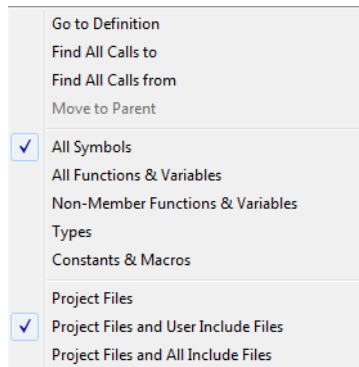 Go to Definition
Find All Calls to
Find All Calls from
Move to Parent
All Symbols
All Functions & Variables
Non-Member Functions & Variables
Types
Constants & Macros
Project Files
Project Files and User Include Files
Project Files and All Include Files